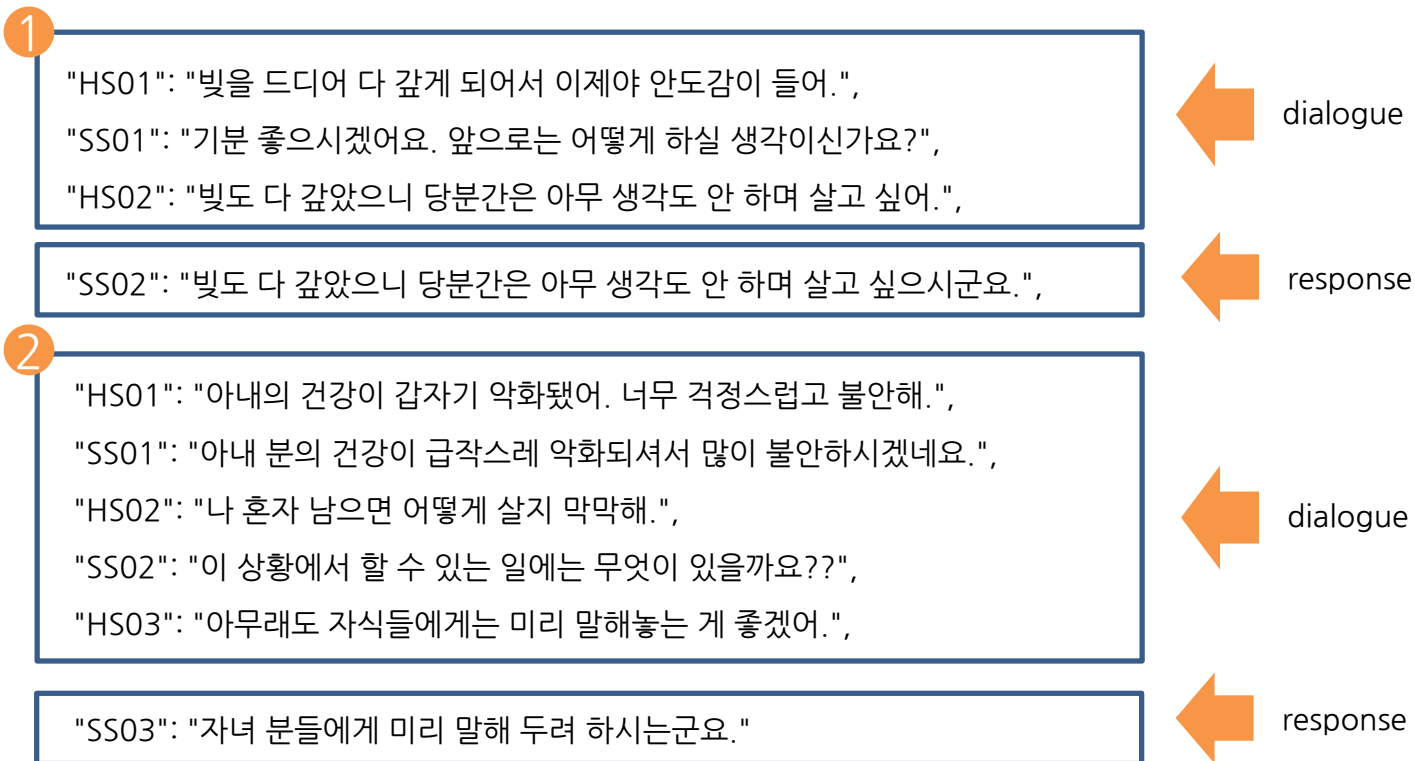 1
"HS01": "빚을 드디어 다 갚게 되어서 이제야 안도감이 들어.",
"SS01": "기분 좋으시겠어요. 앞으로는 어떻게 하실 생각이신가요?",
"HS02": "빚도 다 갚았으니 당분간은 아무 생각도 안 하며 살고 싶어.",
dialogue
"SS02": "빚도 다 갚았으니 당분간은 아무 생각도 안 하며 살고 싶으시군요.",
response
2
"HS01": "아내의 건강이 갑자기 악화됐어. 너무 걱정스럽고 불안해.",
"SS01": "아내 분의 건강이 급작스레 악화되셔서 많이 불안하시겠네요.",
"HS02": "나 혼자 남으면 어떻게 살지 막막해.",
"SS02": "이 상황에서 할 수 있는 일에는 무엇이 있을까요??",
"HS03": "아무래도 자식들에게는 미리 말해놓는 게 좋겠어.",
dialogue
"SS03": "자녀 분들에게 미리 말해 두려 하시는군요."
response